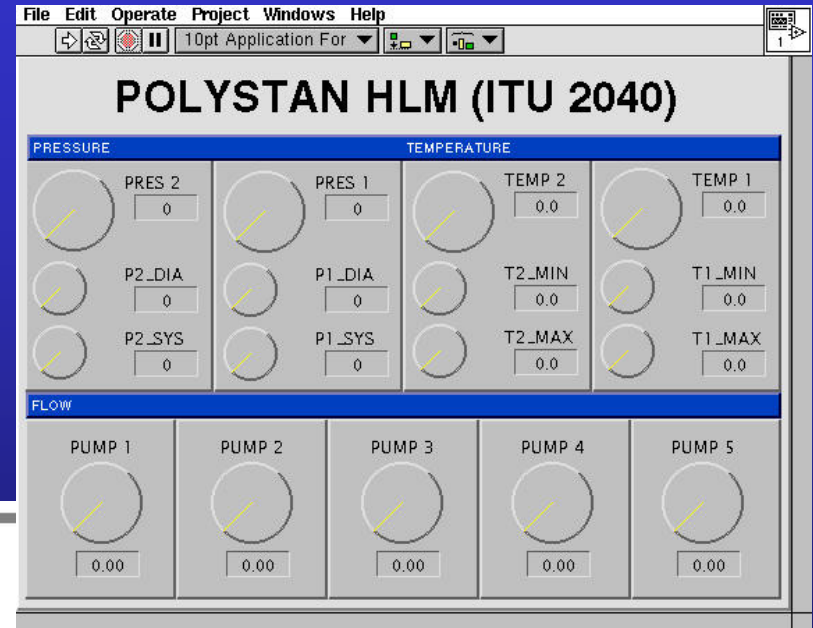 File Edit Operate Project Windows Help
10pt Application For
1
POLYSTAN HLM (ITU 2040)
PRESSURE TEMPERATURE
PRES 2 PRES 1 TEMP 2 TEMP 1
0 0 0.0 0.0
P2_DIA P1_DIA T2_MIN T1_MIN
0 0 0.0 0.0
P2_SYS P1_SYS T2_MAX T1_MAX
0 0 0.0 0.0
FLOW
PUMP 1 PUMP 2 PUMP 3 PUMP 4 PUMP 5
0.00 0.00 0.00 0.00 0.00